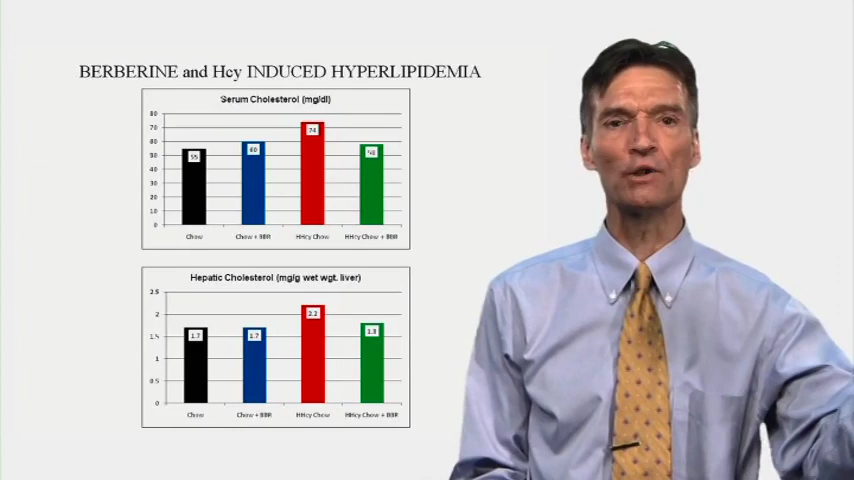 BERBERINE and Hcy INDUCED HYPERLIPIDEMIA
Serum Cholesterol (mg/dl)
80
70
60
50
40
30
20
10
0
55
60
74
58
Chow
Chow + BBR
HHcy Chow
HHcy Chow + BBR
Hepatic Cholesterol (mg/g wet wgt. liver)
2.5
2
1.5
1
0.5
0
1.7
1.7
2.2
1.8
Chow
Chow + BBR
HHcy Chow
HHcy Chow + BBR